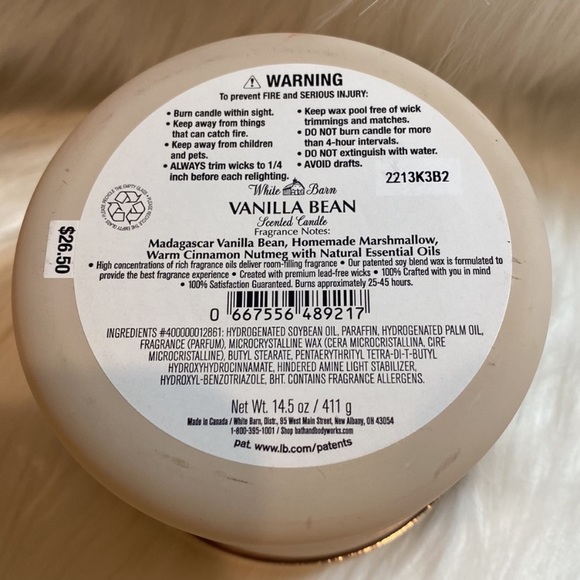 WARNING
To prevent FIRE and SERIOUS INJURY:
• Burn candle within sight.
• Keep away from things
that can catch fire.
• Keep away from children
and pets.
• ALWAYS trim wicks to 1/4
inch before each relighting.
• Keep wax pool free of wick
trimmings and matches.
• DO NOT burn candle for more
than 4-hour intervals.
• DO NOT extinguish with water.
• AVOID drafts.
2213K3B2
White Barn
VANILLA BEAN
Scented Candle
Fragrance Notes:
Madagascar Vanilla Bean, Homemade Marshmallow,
Warm Cinnamon Nutmeg with Natural Essential Oils
• High concentrations of rich fragrance oils deliver room-filling fragrance • Our patented soy blend wax is formulated to
provide the best fragrance experience • Created with premium lead-free wicks • 100% Crafted with you in mind
• 100% Satisfaction Guaranteed. Burns approximately 25-45 hours.
$26.50
0 667556 489217
INGREDIENTS #400000012861: HYDROGENATED SOYBEAN OIL, PARAFFIN, HYDROGENATED PALM OIL,
FRAGRANCE (PARFUM), MICROCRYSTALLINE WAX (CERA MICROCRISTALLINA, CIRE
MICROCRISTALLINE), BUTYL STEARATE, PENTAERYTHRITYL TETRA-DI-T-BUTYL
HYDROXYHYDROCINNAMATE, HINDERED AMINE LIGHT STABILIZER,
HYDROXYL-BENZOTRIAZOLE, BHT. CONTAINS FRAGRANCE ALLERGENS.
Net Wt. 14.5 oz / 411 g
Made in Canada / White Barn, Distr., 95 West Main Street, New Albany, OH 43054
1-800-395-1001 / Shop bathandbodyworks.com
pat. www.lb.com/patents